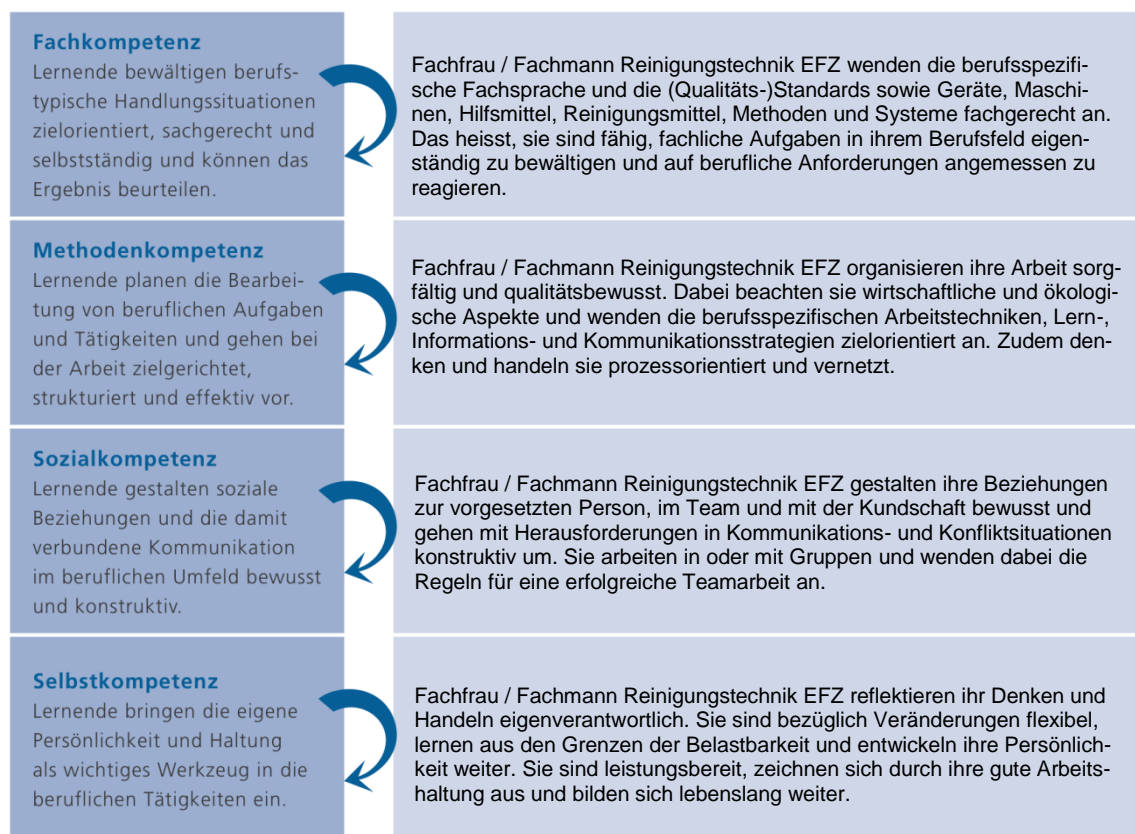 Fachkompetenz
Lernende bewältigen berufs-
typische Handlungssituationen
zielorientiert, sachgerecht und
selbstständig und können das
Ergebnis beurteilen.
Fachfrau / Fachmann Reinigungstechnik EFZ wenden die berufsspezifi-
sche Fachsprache und die (Qualitäts-)Standards sowie Geräte, Maschi-
nen, Hilfsmittel, Reinigungsmittel, Methoden und Systeme fachgerecht an.
Das heisst, sie sind fähig, fachliche Aufgaben in ihrem Berufsfeld eigen-
ständig zu bewältigen und auf berufliche Anforderungen angemessen zu
reagieren.
Methodenkompetenz
Lernende planen die Bearbei-
tung von beruflichen Aufgaben
und Tätigkeiten und gehen bei
der Arbeit zielgerichtet,
strukturiert und effektiv vor.
Fachfrau / Fachmann Reinigungstechnik EFZ organisieren ihre Arbeit sorg-
fältig und qualitätsbewusst. Dabei beachten sie wirtschaftliche und ökologi-
sche Aspekte und wenden die berufsspezifischen Arbeitstechniken, Lern-,
Informations- und Kommunikationsstrategien zielorientiert an. Zudem den-
ken und handeln sie prozessorientiert und vernetzt.
Sozialkompetenz
Lernende gestalten soziale
Beziehungen und die damit
verbundene Kommunikation
im beruflichen Umfeld bewusst
und konstruktiv.
Fachfrau / Fachmann Reinigungstechnik EFZ gestalten ihre Beziehungen
zur vorgesetzten Person, im Team und mit der Kundschaft bewusst und
gehen mit Herausforderungen in Kommunikations- und Konfliktsituationen
konstruktiv um. Sie arbeiten in oder mit Gruppen und wenden dabei die
Regeln für eine erfolgreiche Teamarbeit an.
Selbstkompetenz
Lernende bringen die eigene
Persönlichkeit und Haltung
als wichtiges Werkzeug in die
beruflichen Tätigkeiten ein.
Fachfrau / Fachmann Reinigungstechnik EFZ reflektieren ihr Denken und
Handeln eigenverantwortlich. Sie sind bezüglich Veränderungen flexibel,
lernen aus den Grenzen der Belastbarkeit und entwickeln ihre Persönlich-
keit weiter. Sie sind leistungsbereit, zeichnen sich durch ihre gute Arbeits-
haltung aus und bilden sich lebenslang weiter.